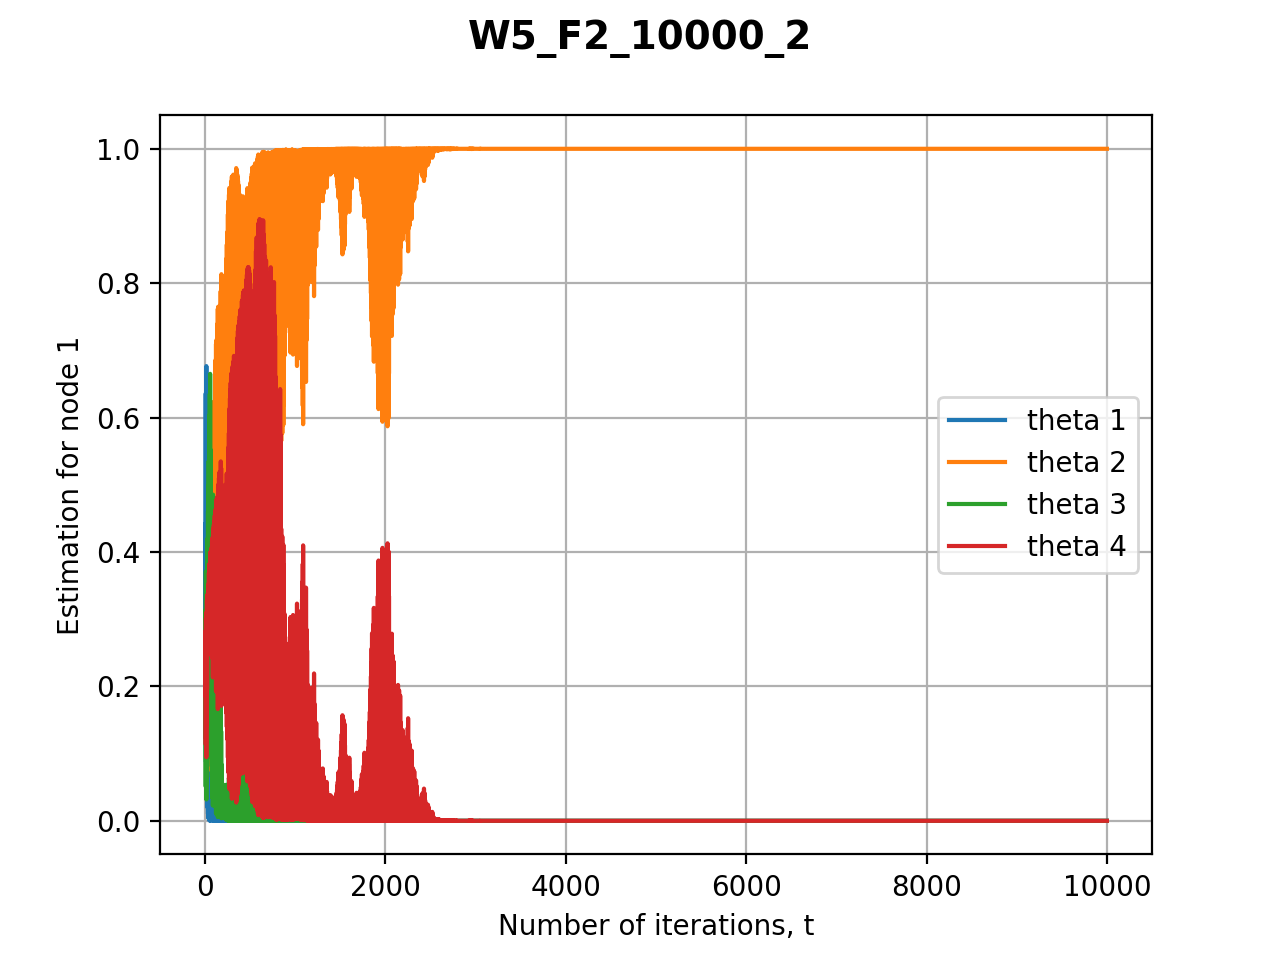 W5_F2_10000_2
1.0
0.8
0.6
0.4
0.2
0.0
Estimation for node 1
theta 1
theta 2
theta 3
theta 4
0 2000 4000 6000 8000 10000
Number of iterations, t